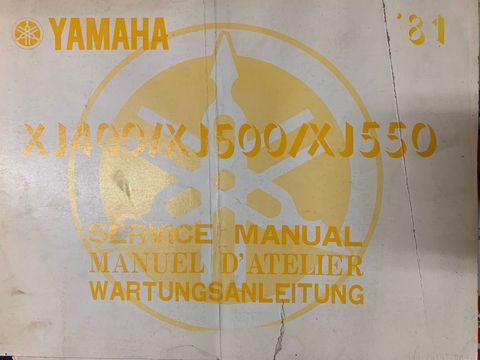 YAMAHA '81
XJ400/XJ500/XJ550
SERVICE MANUAL
MANUEL D'ATELIER
WARTUNGSANLEITUNG